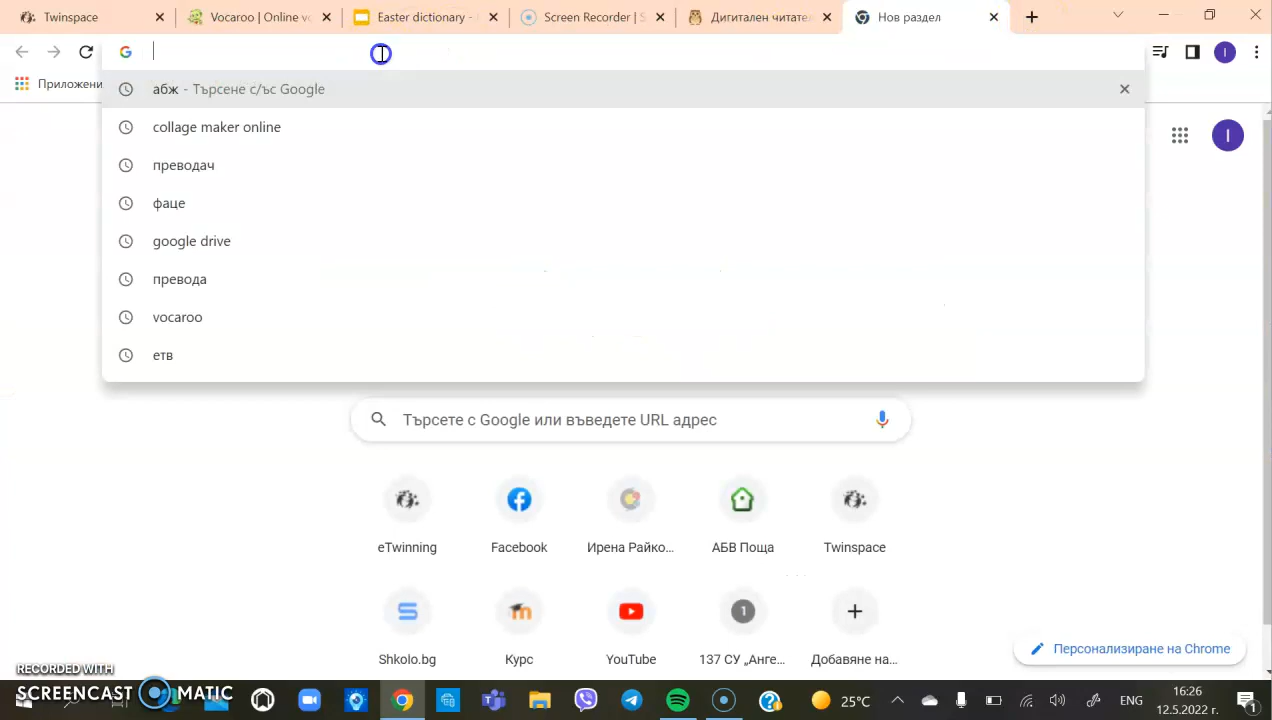 Twinspace
Vocaroo | Online vo
Easter dictionary -
Screen Recorder | S
Дигитален читате
Нов раздел
Приложени
I
абж - Търсене с/ъс Google
collage maker online
преводач
фаце
google drive
превода
vocaroo
етв
I
Търсете с Google или въведете URL адрес
eTwinning
Facebook
Ирена Райко...
АБВ Поща
Twinspace
1
Shkolo.bg
Курс
YouTube
137 СУ „Анге...
Добавяне на...
Персонализиране на Chrome
RECORDED WITH
SCREENCAST MATIC
25°C
ENG
16:26
12.5.2022 г.
1